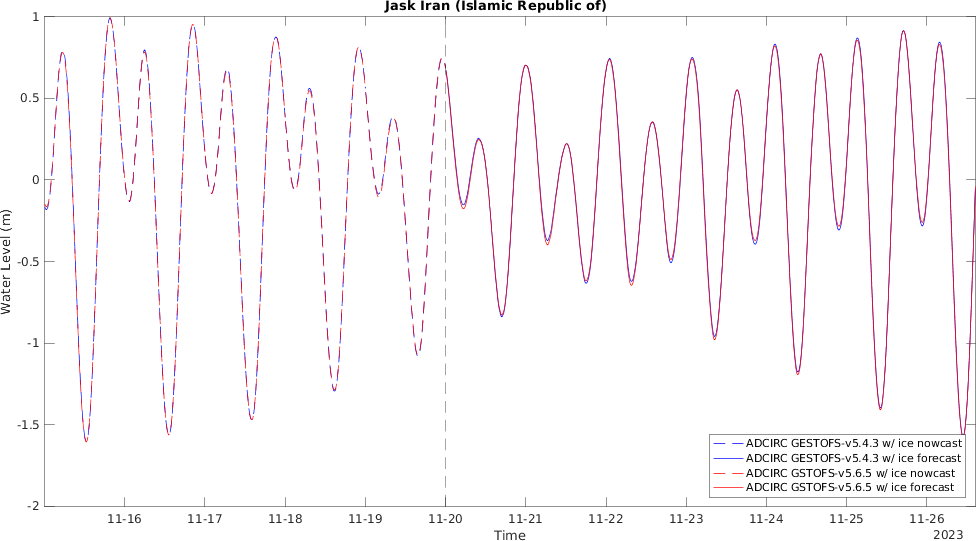 Jask Iran (Islamic Republic of)
1
0.5
0
-0.5
-1
-1.5
-2
Water Level (m)
ADCIRC GESTOFS-v5.4.3 w/ ice nowcast
ADCIRC GESTOFS-v5.4.3 w/ ice forecast
ADCIRC GSTOFS-v5.6.5 w/ ice nowcast
ADCIRC GSTOFS-v5.6.5 w/ ice forecast
11-16 11-17 11-18 11-19 11-20 11-21 11-22 11-23 11-24 11-25 11-26
Time
2023